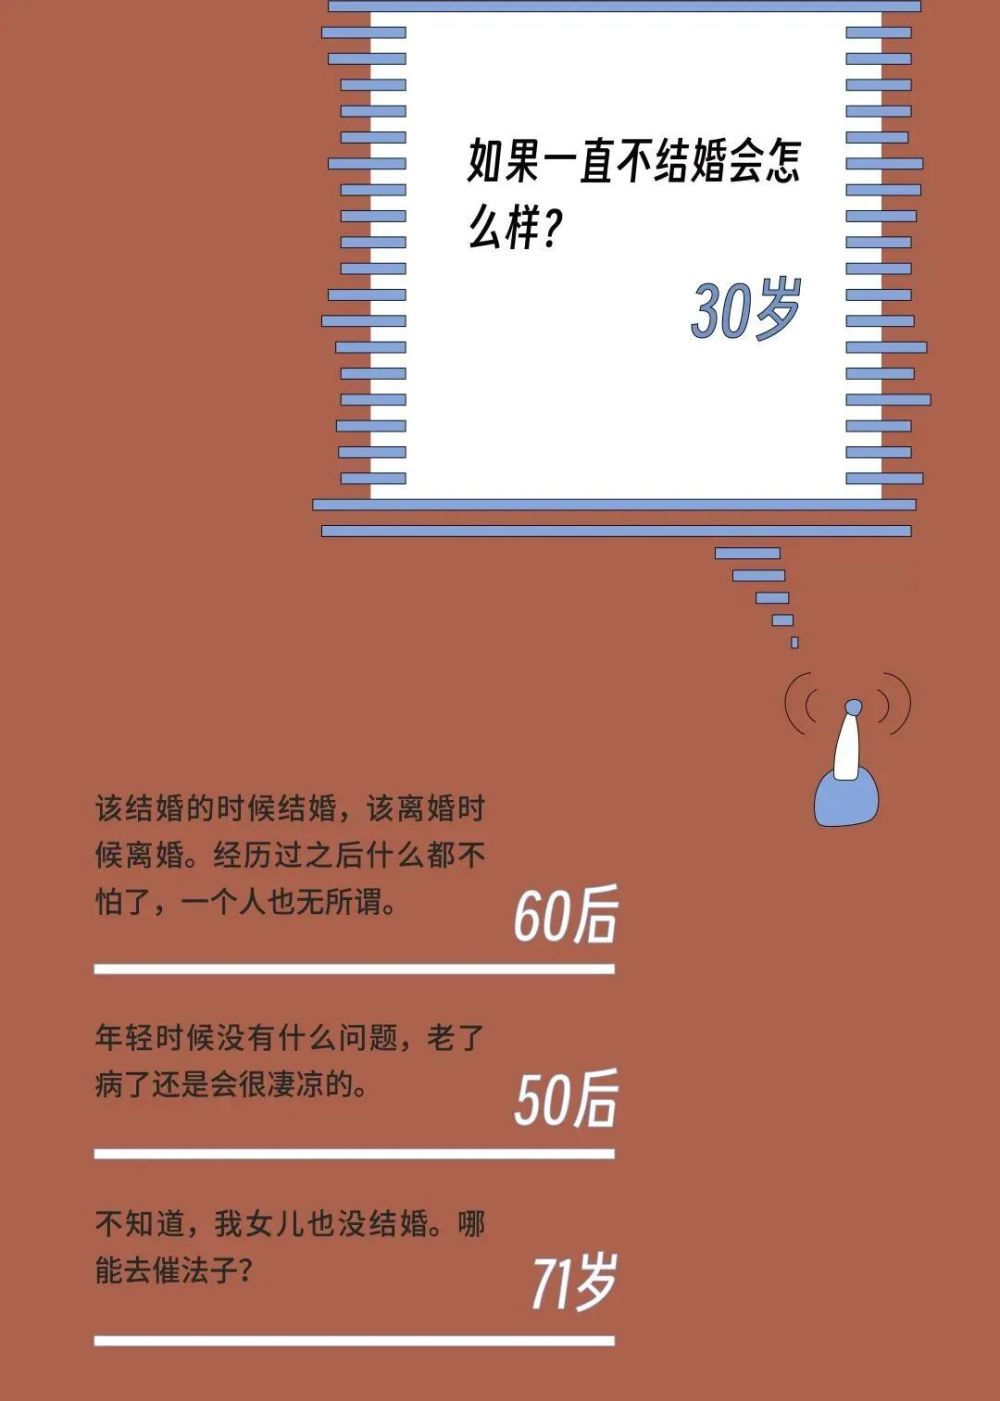 如果一直不结婚会怎
么样？
30岁
该结婚的时候结婚，该离婚时
候离婚。经历过之后什么都不
怕了，一个人也无所谓。
60后
年轻时候没有什么问题，老了
病了还是会很凄凉的。
50后
不知道，我女儿也没结婚。哪
能去催法子？
71岁